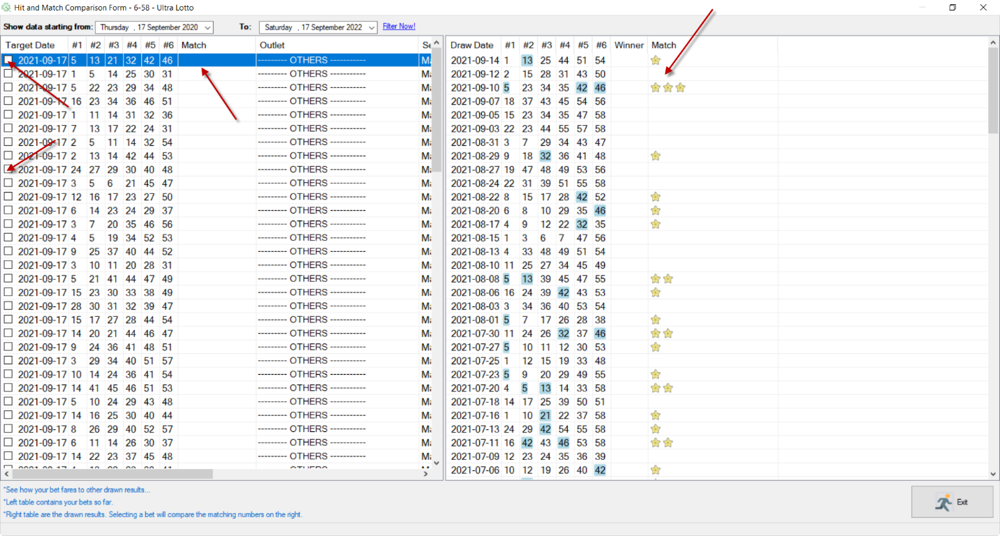 Hit and Match Comparison Form - 6-58 - Ultra Lotto
Show data starting from: Thursday , 17 September 2020 To: Saturday , 17 September 2022 Filter Now!
Target Date #1 #2 #3 #4 #5 #6 Match Outlet Draw Date #1 #2 #3 #4 #5 #6 Winner Match
2021-09-17 5 13 21 32 42 46 --------- OTHERS ----------- 2021-09-14 1 13 25 44 51 54
2021-09-17 1 5 14 25 30 31 --------- OTHERS ----------- 2021-09-12 2 15 28 31 43 50
2021-09-17 5 22 23 29 34 48 --------- OTHERS ----------- 2021-09-10 5 23 34 35 42 46
2021-09-17 16 23 34 36 46 51 --------- OTHERS ----------- 2021-09-07 18 37 43 45 54 56
2021-09-17 1 11 14 31 32 36 --------- OTHERS ----------- 2021-09-05 15 23 34 35 47 58
2021-09-17 7 13 17 22 24 31 --------- OTHERS ----------- 2021-09-03 22 23 44 55 57 58
2021-09-17 2 5 11 14 32 54 --------- OTHERS ----------- 2021-08-31 3 7 29 34 43 47
2021-09-17 2 13 14 42 44 53 --------- OTHERS ----------- 2021-08-29 9 18 32 36 41 48
2021-09-17 24 27 29 30 40 48 --------- OTHERS ----------- 2021-08-27 19 47 48 49 53 56
2021-09-17 3 5 6 21 45 47 --------- OTHERS ----------- 2021-08-24 22 31 39 51 55 58
2021-09-17 12 16 17 23 27 50 --------- OTHERS ----------- 2021-08-22 8 15 17 28 42 52
2021-09-17 6 14 23 24 29 37 --------- OTHERS ----------- 2021-08-20 6 8 10 29 35 46
2021-09-17 3 7 20 35 46 56 --------- OTHERS ----------- 2021-08-17 4 9 12 22 32 35
2021-09-17 4 5 19 34 52 53 --------- OTHERS ----------- 2021-08-15 1 3 6 7 47 56
2021-09-17 9 25 37 40 44 52 --------- OTHERS ----------- 2021-08-13 4 33 48 49 51 54
2021-09-17 3 10 11 20 28 31 --------- OTHERS ----------- 2021-08-10 11 25 27 34 45 49
2021-09-17 5 21 41 44 47 49 --------- OTHERS ----------- 2021-08-08 5 13 39 45 47 55
2021-09-17 15 23 30 33 38 49 --------- OTHERS ----------- 2021-08-06 16 24 39 42 43 53
2021-09-17 28 30 31 32 39 47 --------- OTHERS ----------- 2021-08-03 3 34 36 40 53 54
2021-09-17 15 17 27 28 44 54 --------- OTHERS ----------- 2021-08-01 5 7 17 26 28 38
2021-09-17 14 20 21 44 46 47 --------- OTHERS ----------- 2021-07-30 11 24 26 32 37 46
2021-09-17 9 24 36 41 48 51 --------- OTHERS ----------- 2021-07-27 5 10 11 12 30 53
2021-09-17 3 29 34 40 51 57 --------- OTHERS ----------- 2021-07-25 1 12 15 19 33 48
2021-09-17 10 14 24 36 41 54 --------- OTHERS ----------- 2021-07-23 5 9 20 29 49 55
2021-09-17 14 41 45 46 51 53 --------- OTHERS ----------- 2021-07-20 4 5 13 14 33 58
2021-09-17 5 10 24 29 43 48 --------- OTHERS ----------- 2021-07-18 14 17 25 39 50 51
2021-09-17 14 16 25 30 40 44 --------- OTHERS ----------- 2021-07-16 1 10 21 22 37 58
2021-09-17 8 26 29 40 52 57 --------- OTHERS ----------- 2021-07-13 24 29 42 54 55 58
2021-09-17 6 11 14 26 30 37 --------- OTHERS ----------- 2021-07-11 16 42 43 46 53 58
2021-09-17 14 22 23 37 45 48 --------- OTHERS ----------- 2021-07-09 12 23 24 35 36 39
2021-07-06 10 12 19 26 40 42
*See how your bet fares to other drawn results...
*Left table contains your bets so far.
*Right table are the drawn results. Selecting a bet will compare the matching numbers on the right.
Exit